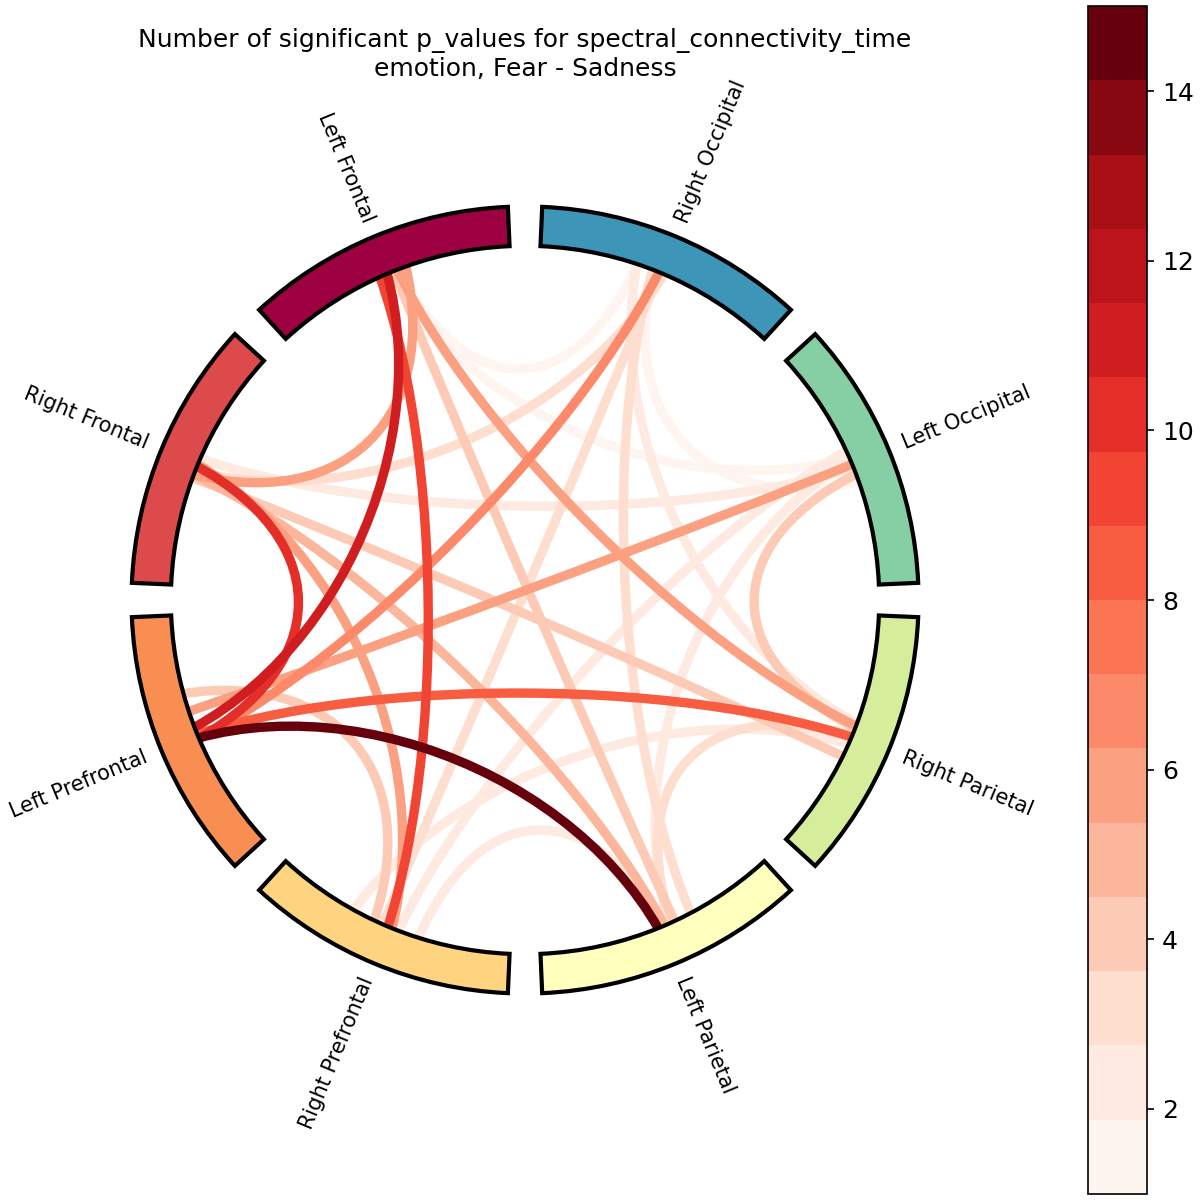 Number of significant p_values for spectral_connectivity_time
emotion, Fear - Sadness
Left Frontal
Right Occipital
Right Frontal
Left Occipital
Left Prefrontal
Right Parietal
Right Prefrontal
Left Parietal
14
12
10
8
6
4
2